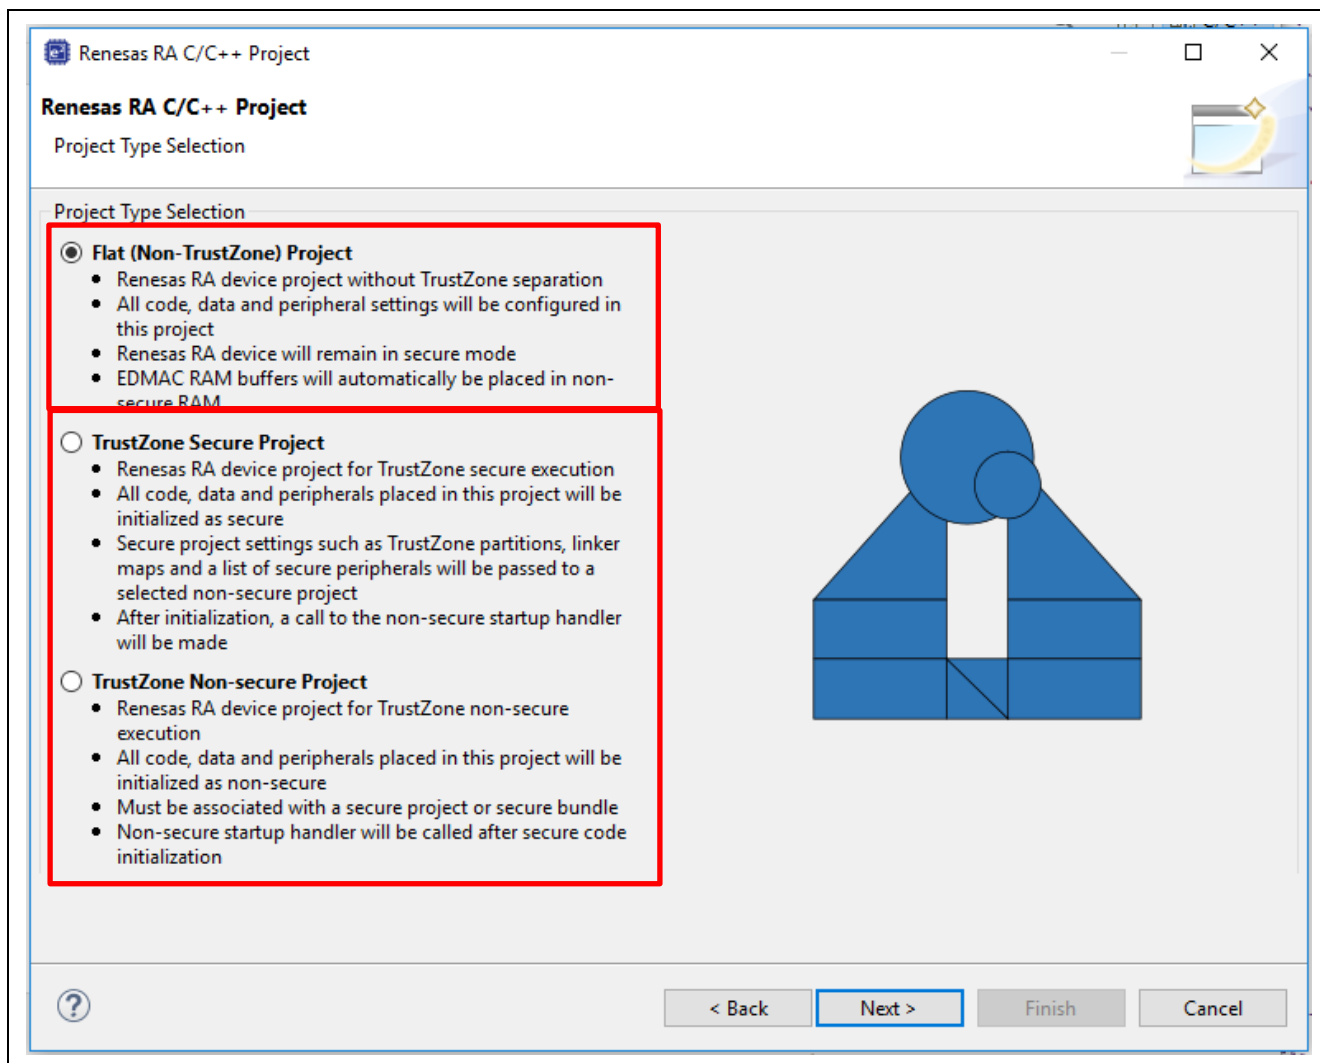 Renesas RA C/C++ Project
Renesas RA C/C++ Project
Project Type Selection
Project Type Selection
Flat (Non-TrustZone) Project
• Renesas RA device project without TrustZone separation
• All code, data and peripheral settings will be configured in
this project
• Renesas RA device will remain in secure mode
• EDMAC RAM buffers will automatically be placed in non-
secure RAM
TrustZone Secure Project
• Renesas RA device project for TrustZone secure execution
• All code, data and peripherals placed in this project will be
initialized as secure
• Secure project settings such as TrustZone partitions, linker
maps and a list of secure peripherals will be passed to a
selected non-secure project
• After initialization, a call to the non-secure startup handler
will be made
TrustZone Non-secure Project
• Renesas RA device project for TrustZone non-secure
execution
• All code, data and peripherals placed in this project will be
initialized as non-secure
• Must be associated with a secure project or secure bundle
• Non-secure startup handler will be called after secure code
initialization
?
< Back
Next >
Finish
Cancel